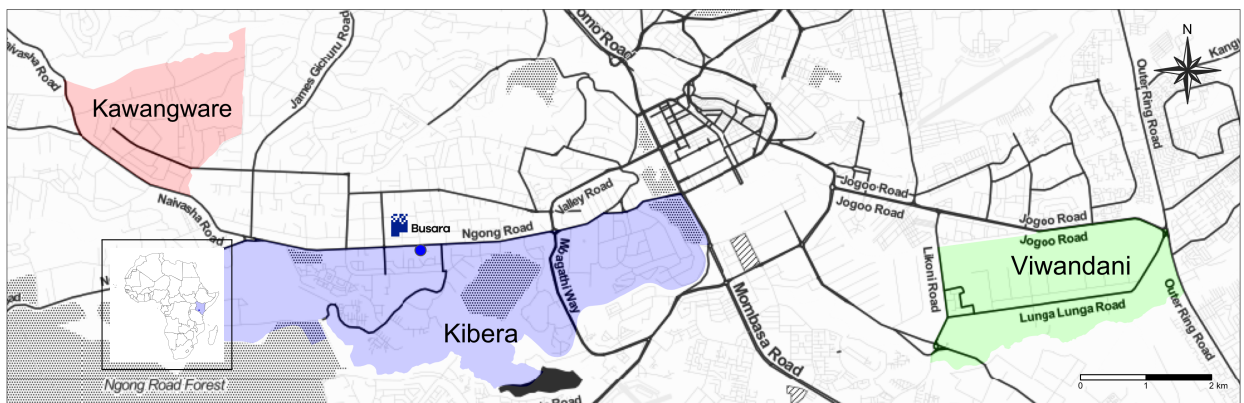 N
Naivasha Road
James Gichuru Road
Kawangware
Outer Ring Road
Jogoo Road
Jogoo Road
Naivasha Road
Valley Road
Busara
Ngong Road
Jogoo Road
Jogoo Road
Mbagathi Way
Likoni Road
Viwandani
Mombasa Road
Lunga Lunga Road
Outer Ring Road
Kibera
Ngong Road Forest
0 1 2 km